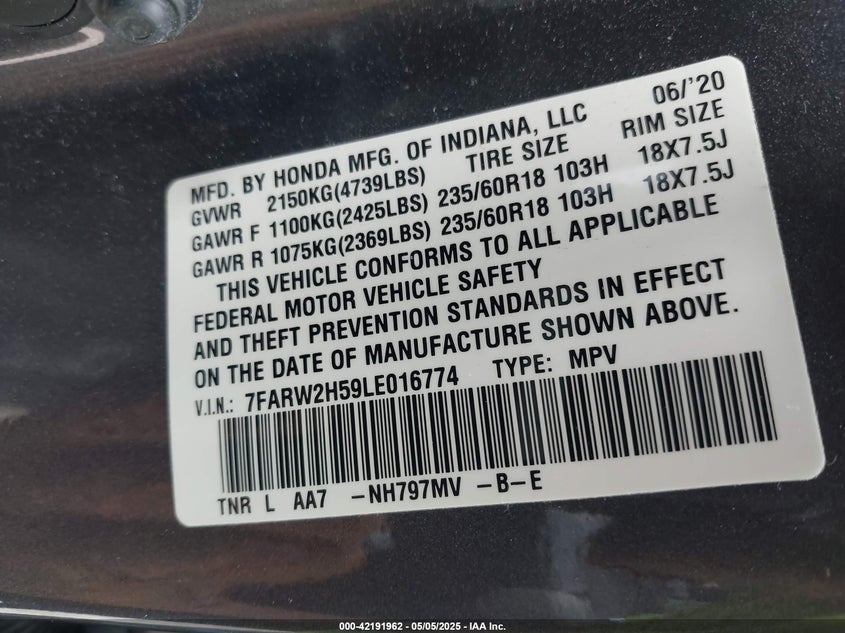 MFD. BY HONDA MFG. OF INDIANA, LLC 06/'20
GVWR 2150KG(4739LBS) TIRE SIZE RIM SIZE
GAWR F 1100KG(2425LBS) 235/60R18 103H 18X7.5J
GAWR R 1075KG(2369LBS) 235/60R18 103H 18X7.5J
THIS VEHICLE CONFORMS TO ALL APPLICABLE
FEDERAL MOTOR VEHICLE SAFETY
AND THEFT PREVENTION STANDARDS IN EFFECT
ON THE DATE OF MANUFACTURE SHOWN ABOVE.
V.I.N.: 7FARW2H59LE016774 TYPE: MPV
TNR L AA7 -NH797MV -B-E
000-42191962 - 05/05/2025 - IAA Inc.